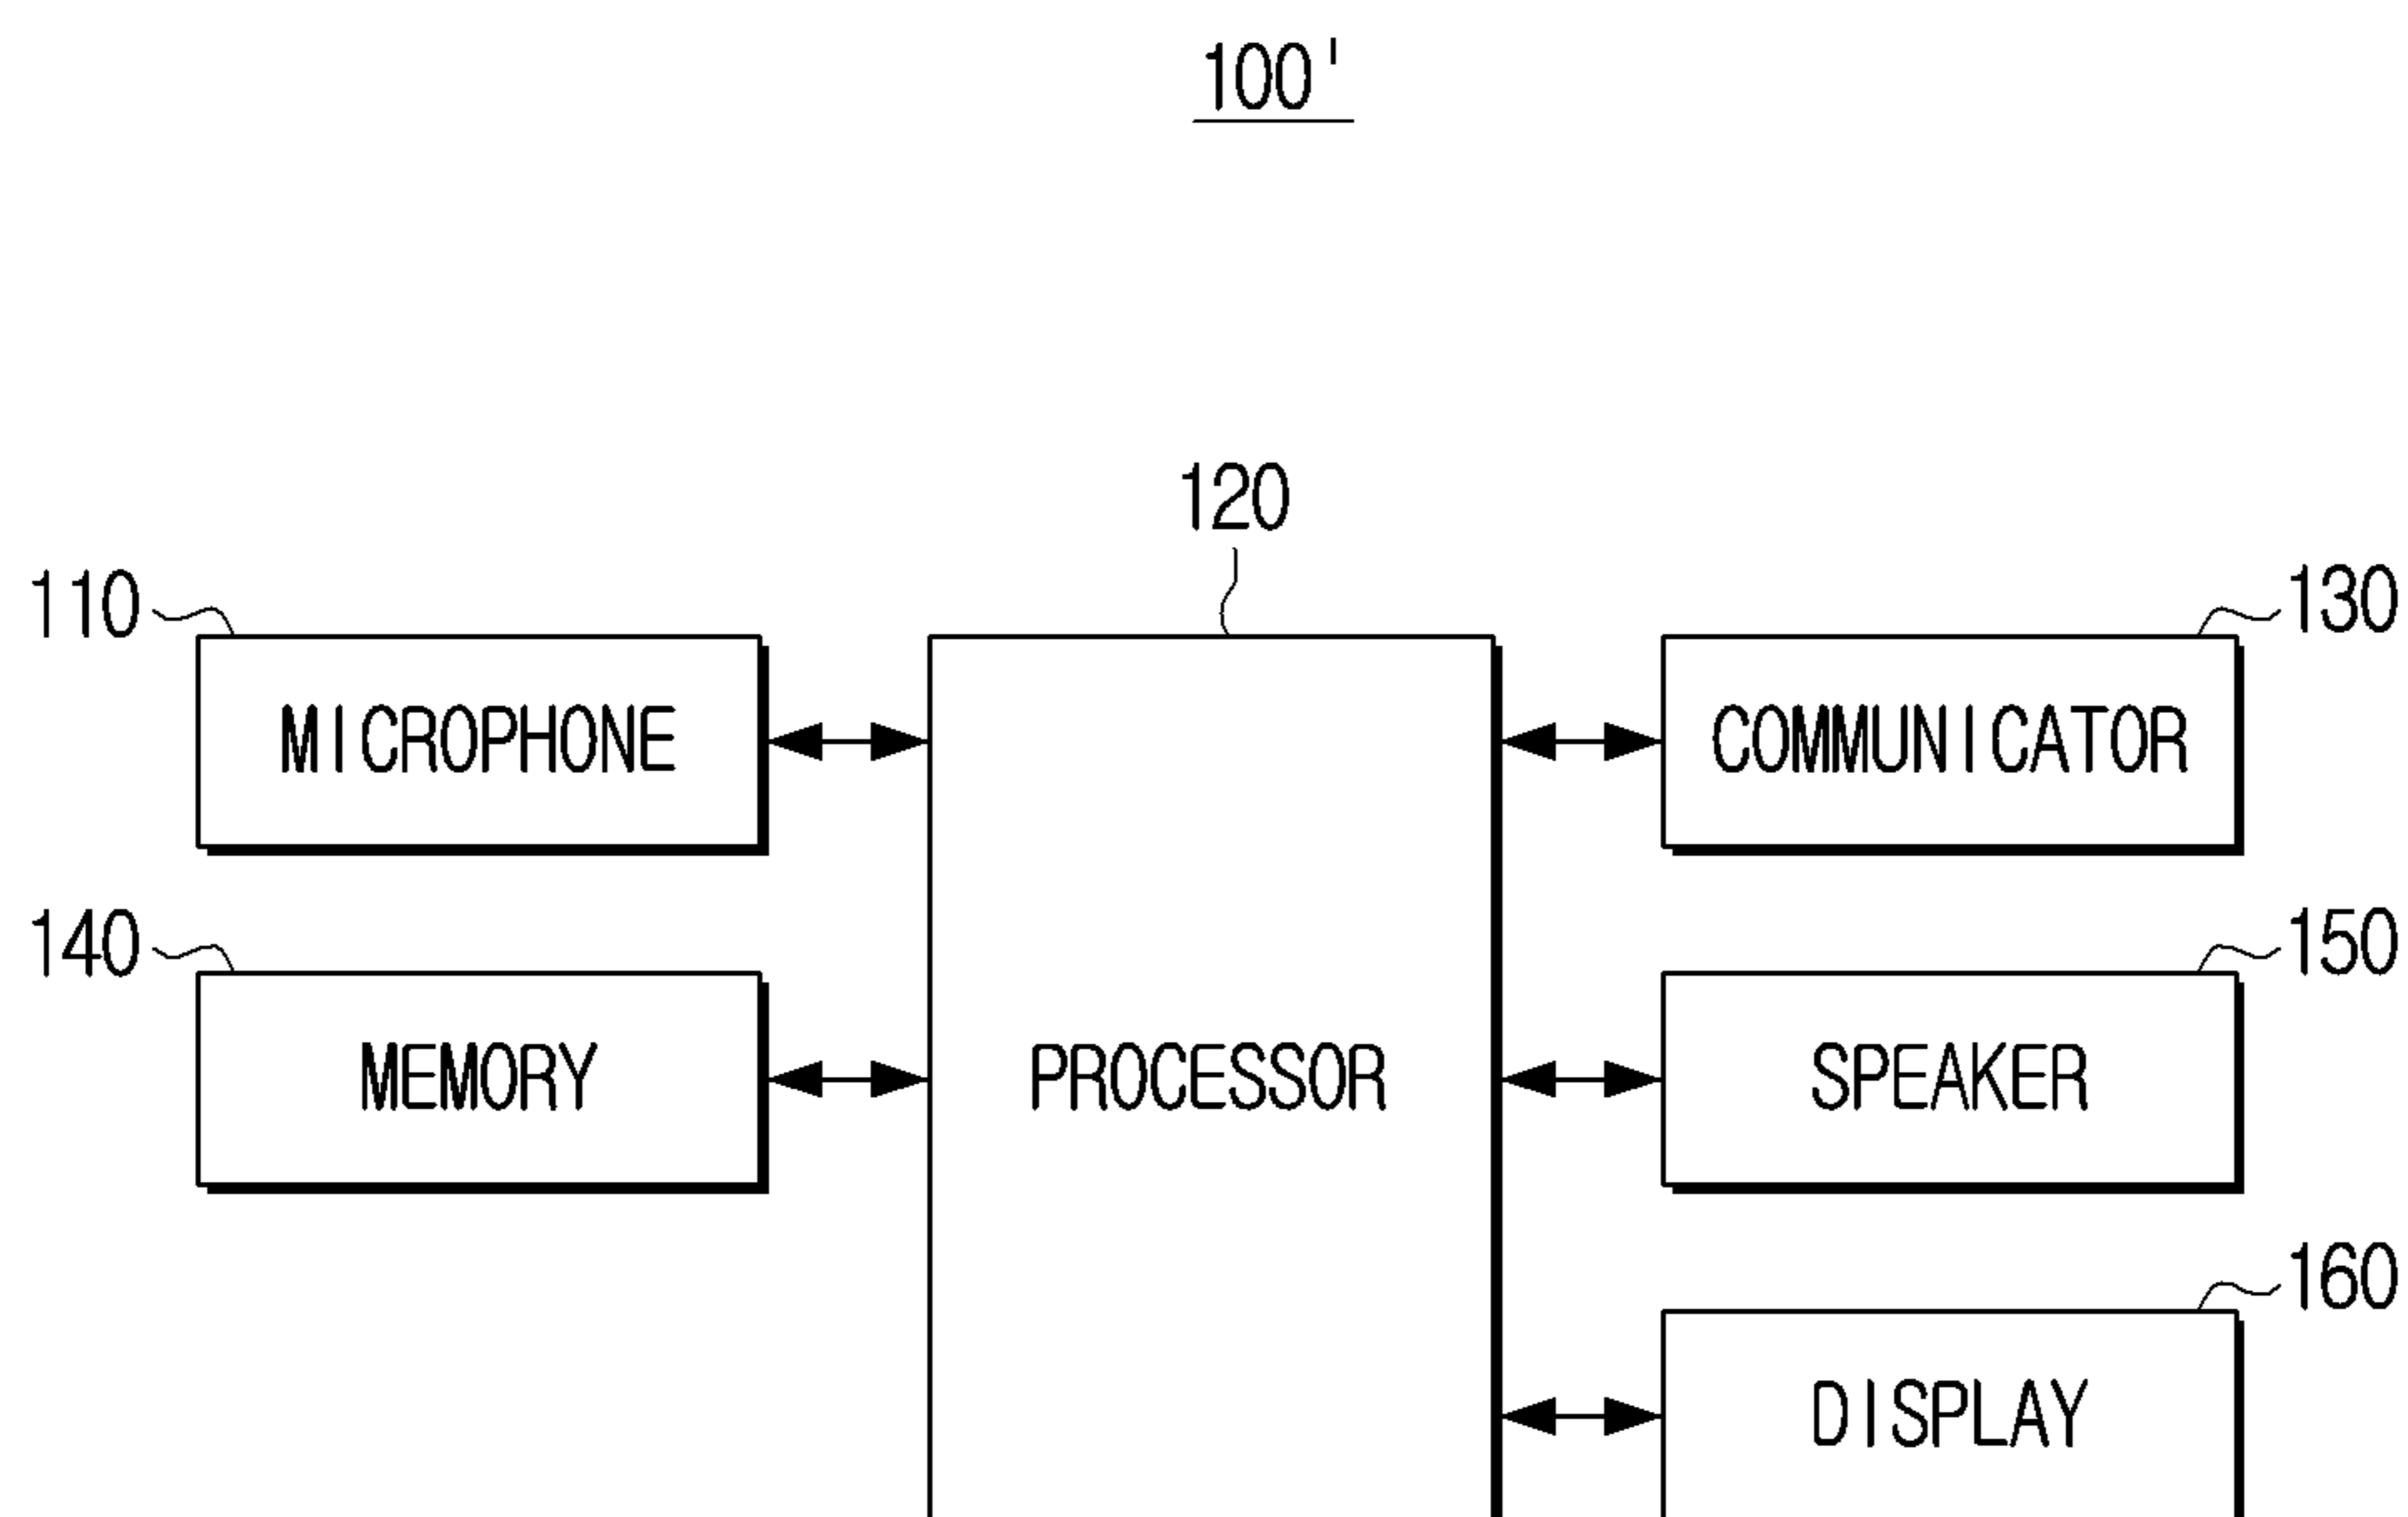 100'
120
110
130
MICROPHONE
COMMUNICATOR
140
150
MEMORY
PROCESSOR
SPEAKER
160
DISPLAY